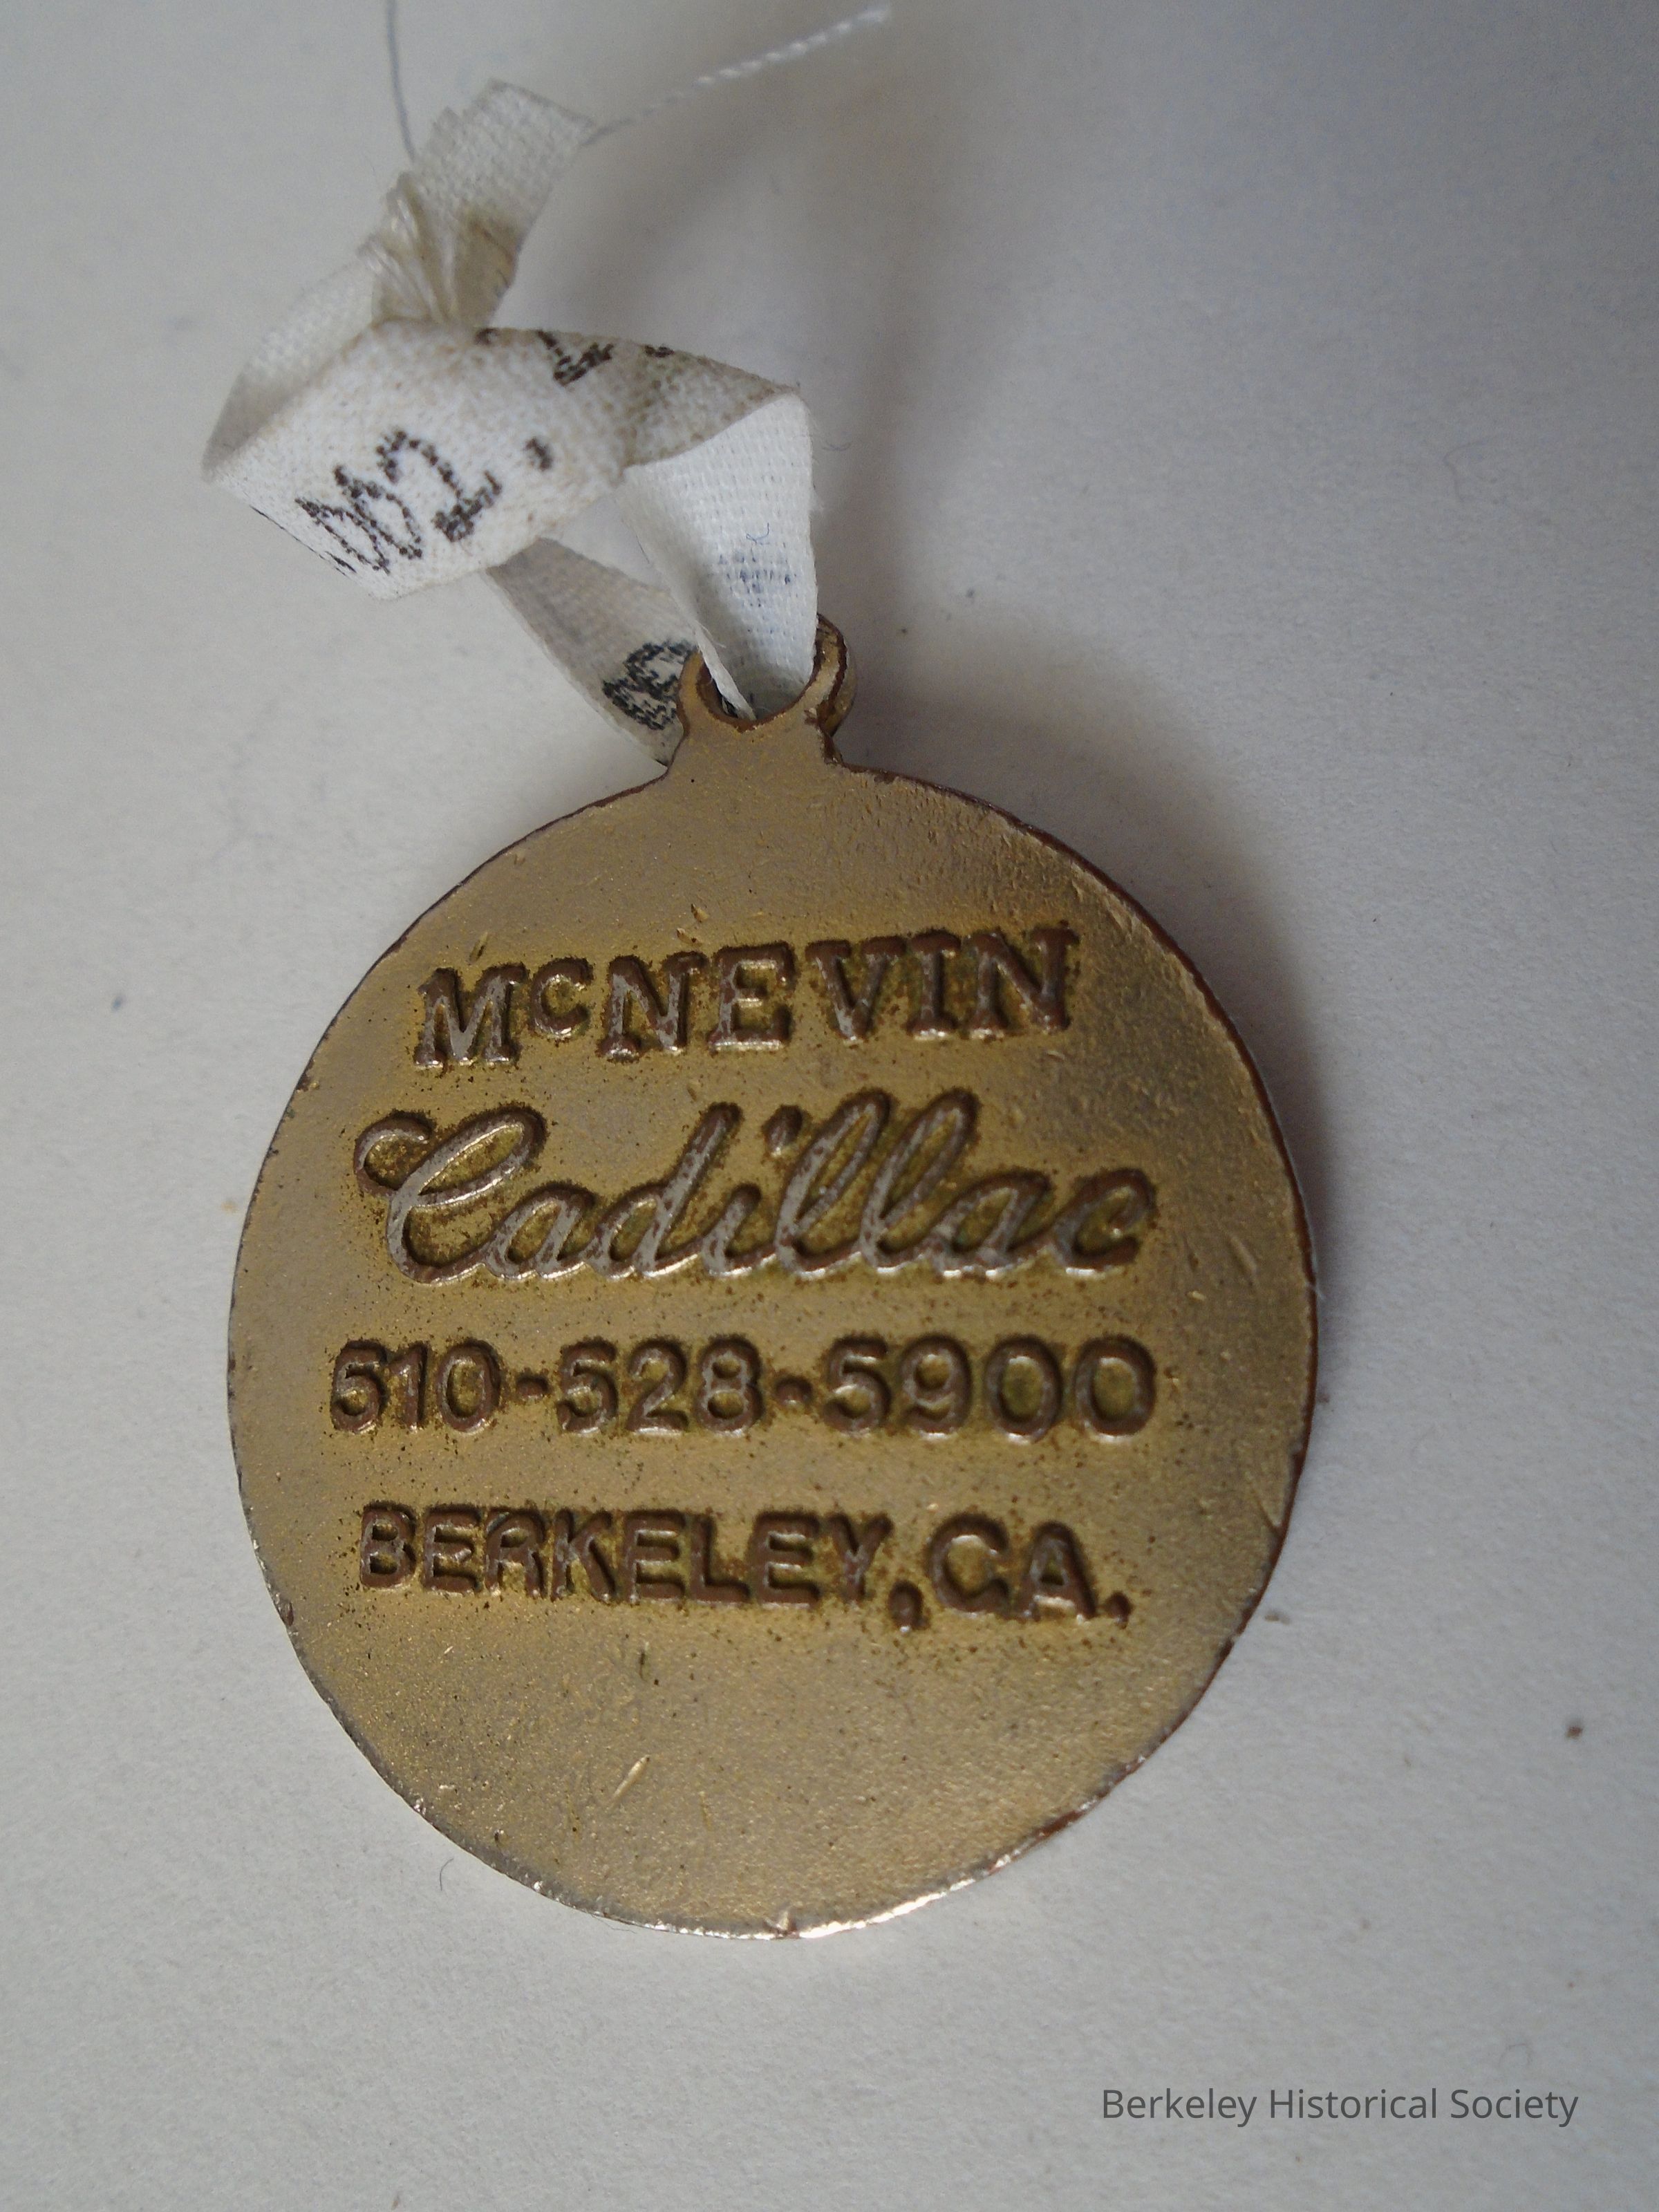 MCNEVIN
Cadillac
510-528-5900
BERKELEY, CA.
Berkeley Historical Society